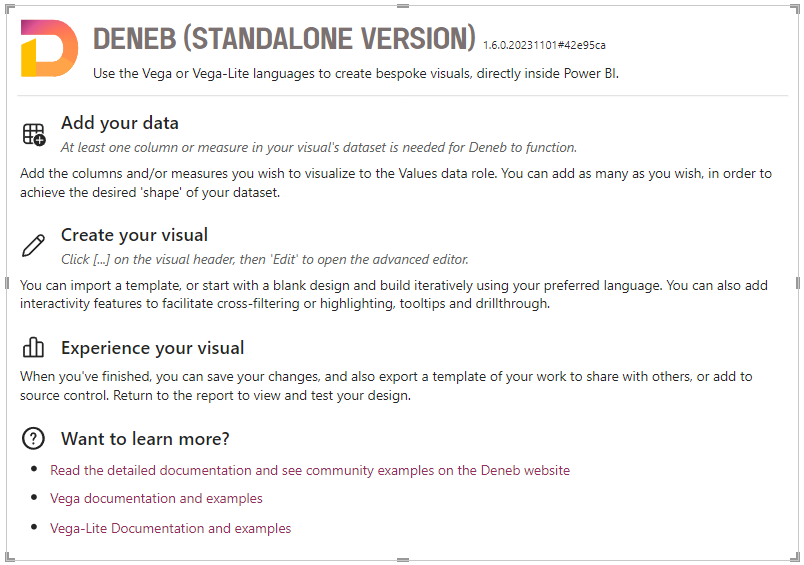 DENEB (STANDALONE VERSION) 1.6.0.20231101#42e95ca
Use the Vega or Vega-Lite languages to create bespoke visuals, directly inside Power BI.
Add your data
At least one column or measure in your visual's dataset is needed for Deneb to function.
Add the columns and/or measures you wish to visualize to the Values data role. You can add as many as you wish, in order to
achieve the desired 'shape' of your dataset.
Create your visual
Click [...] on the visual header, then 'Edit' to open the advanced editor.
You can import a template, or start with a blank design and build iteratively using your preferred language. You can also add
interactivity features to facilitate cross-filtering or highlighting, tooltips and drillthrough.
Experience your visual
When you've finished, you can save your changes, and also export a template of your work to share with others, or add to
source control. Return to the report to view and test your design.
Want to learn more?
• Read the detailed documentation and see community examples on the Deneb website
• Vega documentation and examples
• Vega-Lite Documentation and examples